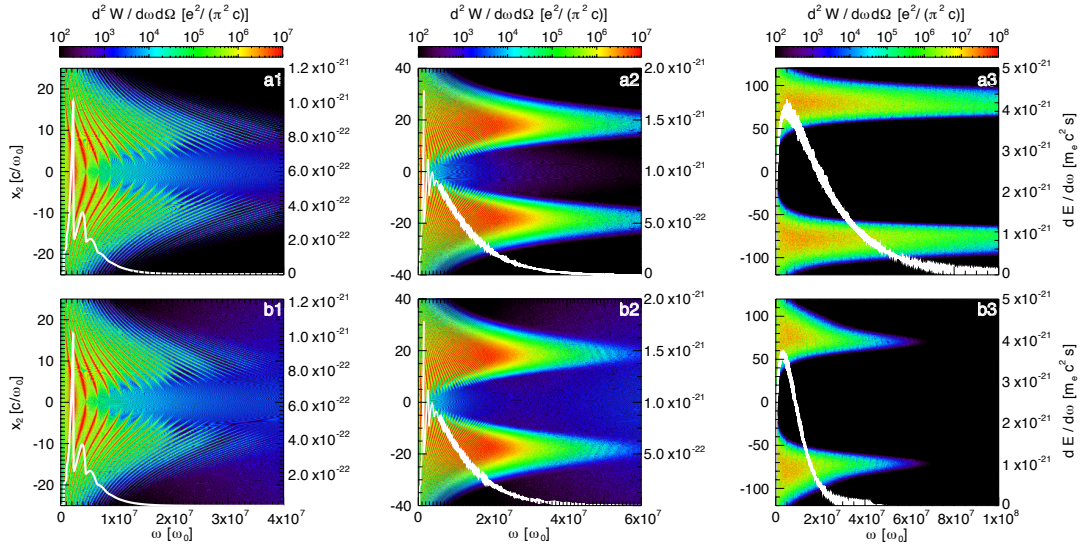 d² W / dωdΩ [e²/ (π² c)] d² W / dωdΩ [e²/ (π² c)] d² W / dωdΩ [e²/ (π² c)]
10² 10³ 10⁴ 10⁵ 10⁶ 10⁷ 10² 10³ 10⁴ 10⁵ 10⁶ 10⁷ 10² 10³ 10⁴ 10⁵ 10⁶ 10⁷ 10⁸
a1
x₂ [c/ω₀]
20
10
0
-10
-20
1.2 x10⁻²¹
1.0 x10⁻²¹
8.0 x10⁻²²
6.0 x10⁻²²
4.0 x10⁻²²
2.0 x10⁻²²
0
a2
40
20
0
-20
-40
2.0 x10⁻²¹
1.5 x10⁻²¹
1.0 x10⁻²¹
5.0 x10⁻²²
0
a3
100
50
0
-50
-100
5 x10⁻²¹
4 x10⁻²¹
3 x10⁻²¹
2 x10⁻²¹
1 x10⁻²¹
0
d E / dω [mₑ c² s]
b1
x₂ [c/ω₀]
20
10
0
-10
-20
1.2 x10⁻²¹
1.0 x10⁻²¹
8.0 x10⁻²²
6.0 x10⁻²²
4.0 x10⁻²²
2.0 x10⁻²²
0 1x10⁷ 2x10⁷ 3x10⁷ 4x10⁷
ω [ω₀]
b2
40
20
0
-20
-40
2.0 x10⁻²¹
1.5 x10⁻²¹
1.0 x10⁻²¹
5.0 x10⁻²²
0 2x10⁷ 4x10⁷ 6x10⁷
ω [ω₀]
b3
100
50
0
-50
-100
5 x10⁻²¹
4 x10⁻²¹
3 x10⁻²¹
2 x10⁻²¹
1 x10⁻²¹
0
d E / dω [mₑ c² s]
0 2x10⁷ 4x10⁷ 6x10⁷ 8x10⁷ 1x10⁸
ω [ω₀]